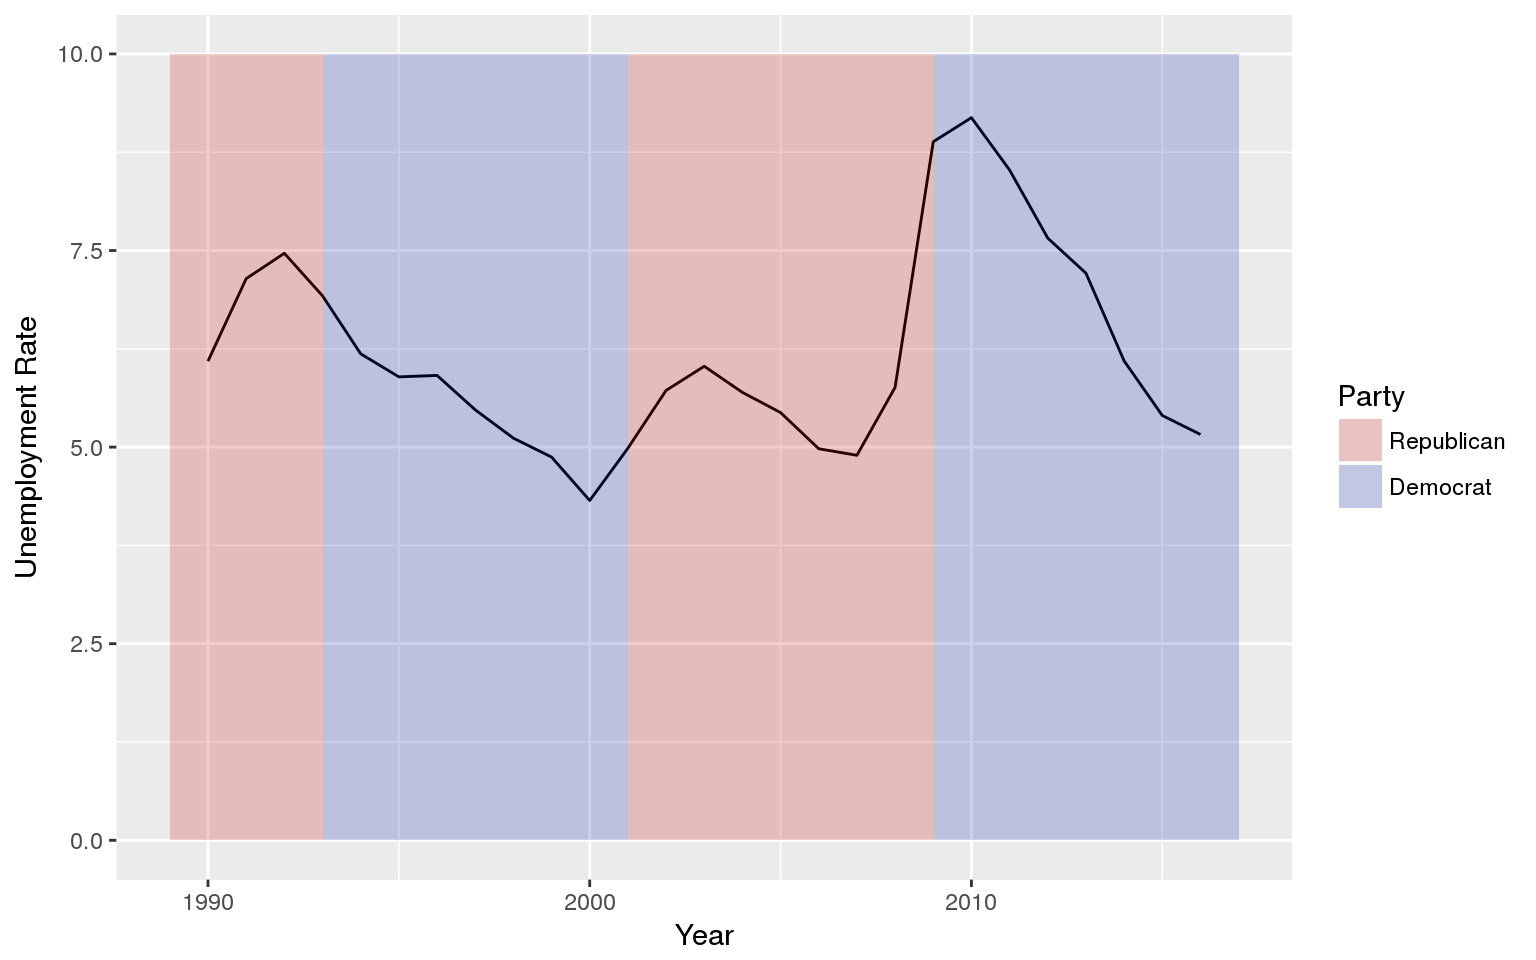 10.0
7.5
5.0
2.5
0.0
Unemployment Rate
1990 2000 2010
Year
Party
Republican
Democrat